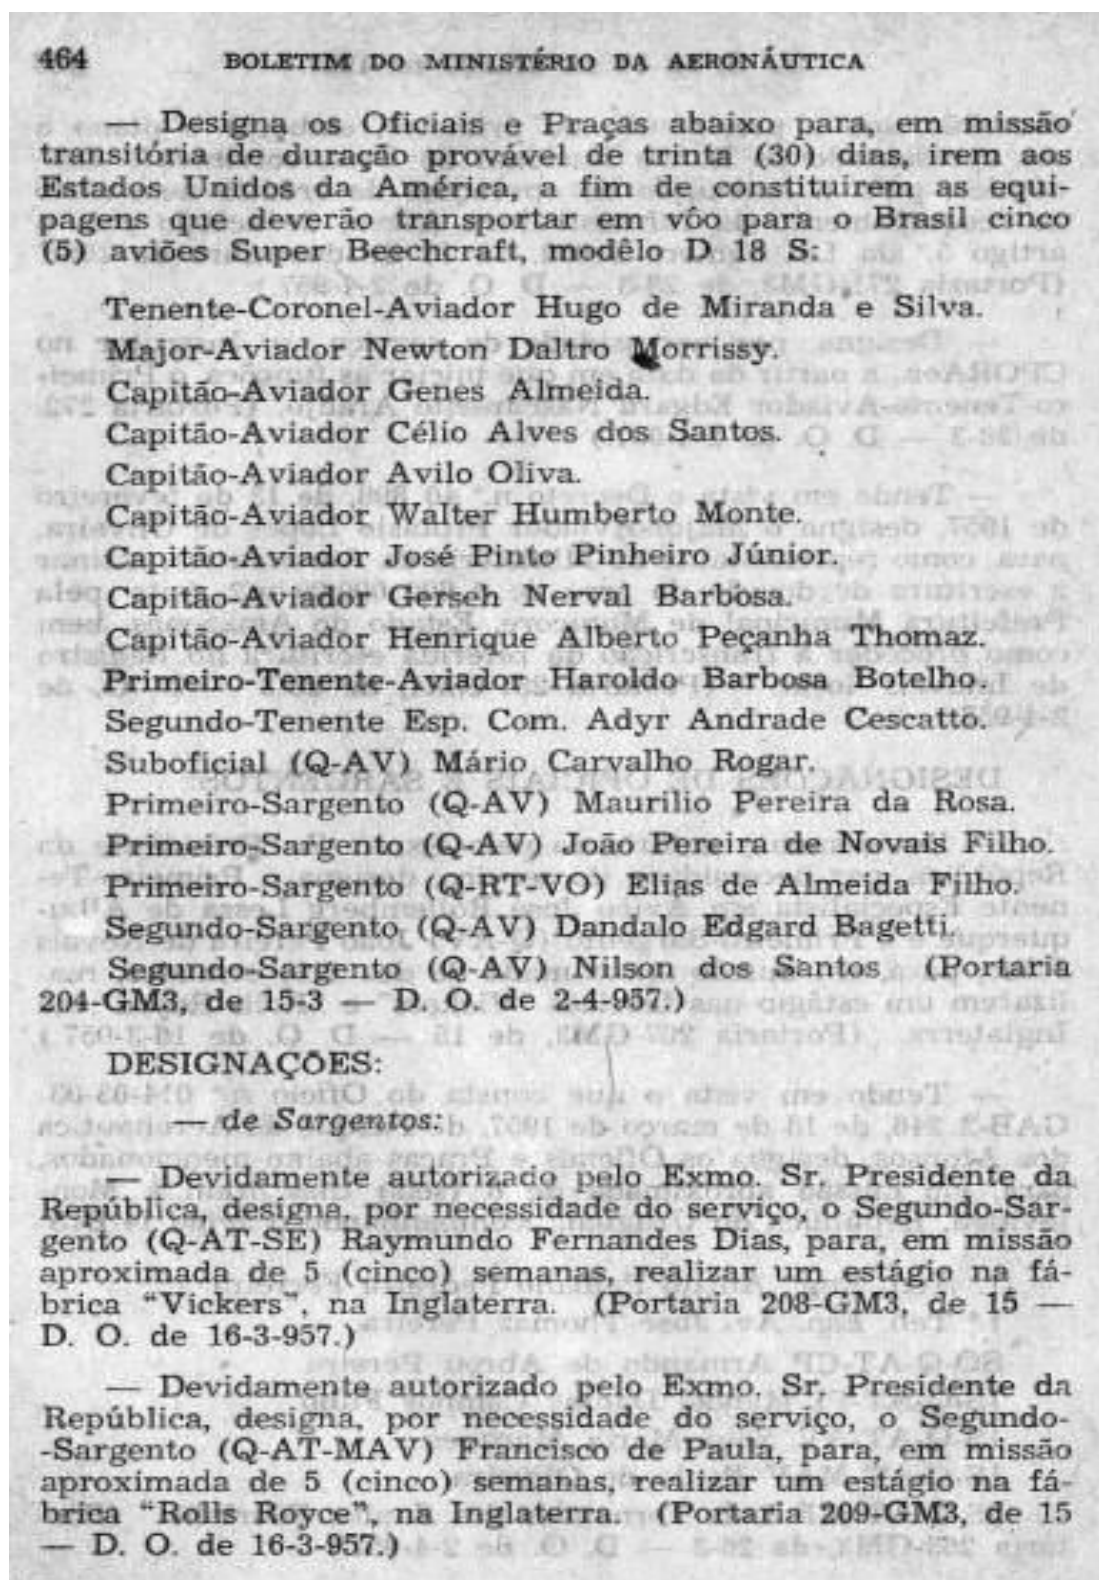 464 BOLETIM DO MINISTÉRIO DA AERONÁUTICA
— Designa os Oficiais e Praças abaixo para, em missão
transitória de duração provável de trinta (30) dias, irem aos
Estados Unidos da América, a fim de constituirem as equi-
pagens que deverão transportar em vôo para o Brasil cinco
(5) aviões Super Beechcraft, modêlo D 18 S:
Tenente-Coronel-Aviador Hugo de Miranda e Silva.
Major-Aviador Newton Daltro Morrissy.
Capitão-Aviador Genes Almeida.
Capitão-Aviador Célio Alves dos Santos.
Capitão-Aviador Avilo Oliva.
Capitão-Aviador Walter Humberto Monte.
Capitão-Aviador José Pinto Pinheiro Júnior.
Capitão-Aviador Gerseh Nerval Barbosa.
Capitão-Aviador Henrique Alberto Peçanha Thomaz.
Primeiro-Tenente-Aviador Haroldo Barbosa Botelho.
Segundo-Tenente Esp. Com. Adyr Andrade Cescatto.
Suboficial (Q-AV) Mário Carvalho Rogar.
Primeiro-Sargento (Q-AV) Maurilio Pereira da Rosa.
Primeiro-Sargento (Q-AV) João Pereira de Novais Filho.
Primeiro-Sargento (Q-RT-VO) Elias de Almeida Filho.
Segundo-Sargento (Q-AV) Dandalo Edgard Bagetti.
Segundo-Sargento (Q-AV) Nilson dos Santos (Portaria
204-GM3, de 15-3 — D. O. de 2-4-957.)
DESIGNAÇÕES:
— de Sargentos:
— Devidamente autorizado pelo Exmo. Sr. Presidente da
República, designa, por necessidade do serviço, o Segundo-Sar-
gento (Q-AT-SE) Raymundo Fernandes Dias, para, em missão
aproximada de 5 (cinco) semanas, realizar um estágio na fá-
brica "Vickers", na Inglaterra. (Portaria 208-GM3, de 15 —
D. O. de 16-3-957.)
— Devidamente autorizado pelo Exmo. Sr. Presidente da
República, designa, por necessidade do serviço, o Segundo-
-Sargento (Q-AT-MAV) Francisco de Paula, para, em missão
aproximada de 5 (cinco) semanas, realizar um estágio na fá-
brica "Rolls Royce", na Inglaterra. (Portaria 209-GM3, de 15
— D. O. de 16-3-957.)